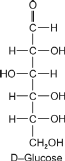 O
C—H
H—C—OH
HO—C—H
H—C—OH
H—C—OH
CH₂OH
D–Glucose